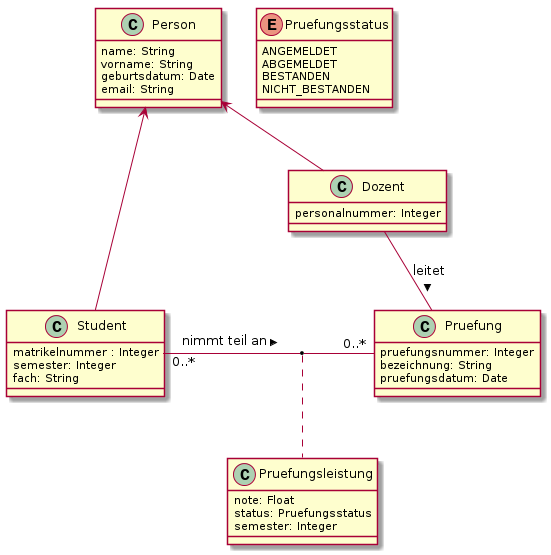 C Person
name: String
vorname: String
geburtsdatum: Date
email: String
E Pruefungsstatus
ANGEMELDET
ABGEMELDET
BESTANDEN
NICHT_BESTANDEN
C Dozent
personalnummer: Integer
leitet
C Student
matrikelnummer : Integer
semester: Integer
fach: String
nimmt teil an
0..*
0..*
C Pruefung
pruefungsnummer: Integer
bezeichnung: String
pruefungsdatum: Date
C Pruefungsleistung
note: Float
status: Pruefungsstatus
semester: Integer